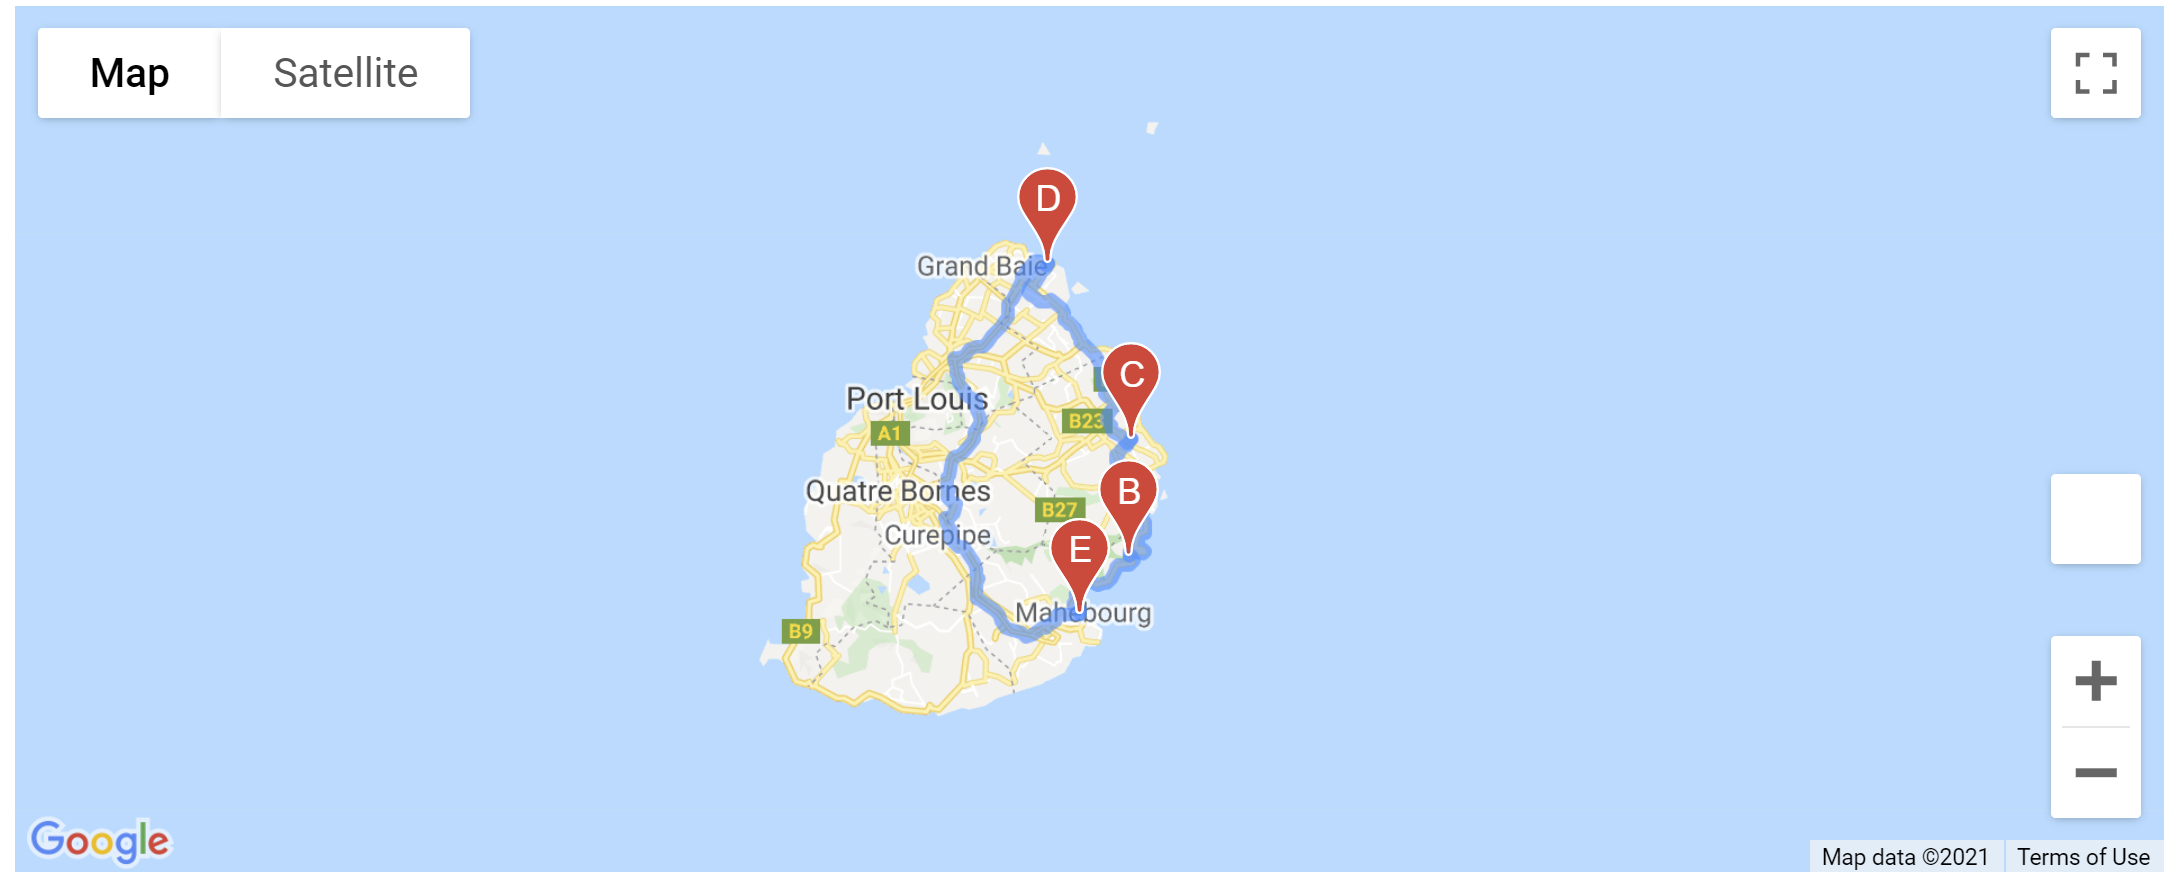 Map
Satellite
D
Grand Baie
C
Port Louis
B23
A1
Quatre Bornes
B
B27
Curepipe
E
Mahebourg
B9
Google
Map data ©2021
Terms of Use